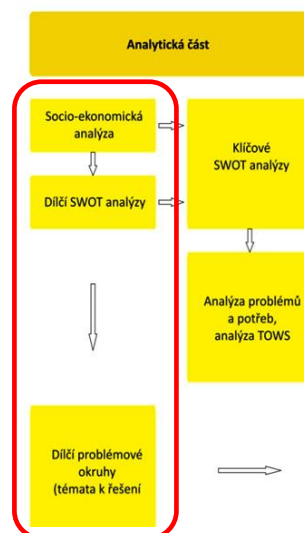 Analytická část
Socio-ekonomická
analýza
Dílčí SWOT analýzy
Klíčové
SWOT analýzy
Analýza problémů
a potřeb,
analýza TOWS
Dílčí problémové
okruhy
(témata k řešení